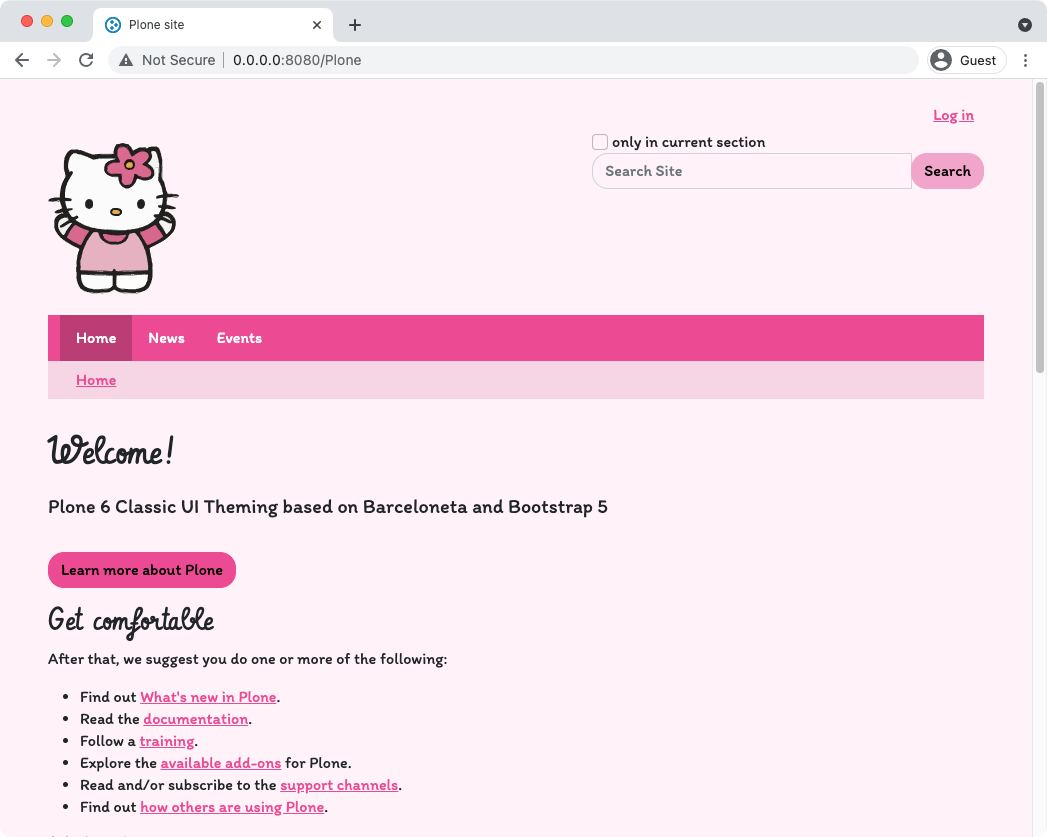 Plone site
Not Secure
0.0.0.0:8080/Plone
Guest
Log in
only in current section
Search Site
Search
Home
News
Events
Home
Welcome!
Plone 6 Classic UI Theming based on Barceloneta and Bootstrap 5
Learn more about Plone
Get comfortable
After that, we suggest you do one or more of the following:
Find out What's new in Plone.
Read the documentation.
Follow a training.
Explore the available add-ons for Plone.
Read and/or subscribe to the support channels.
Find out how others are using Plone.